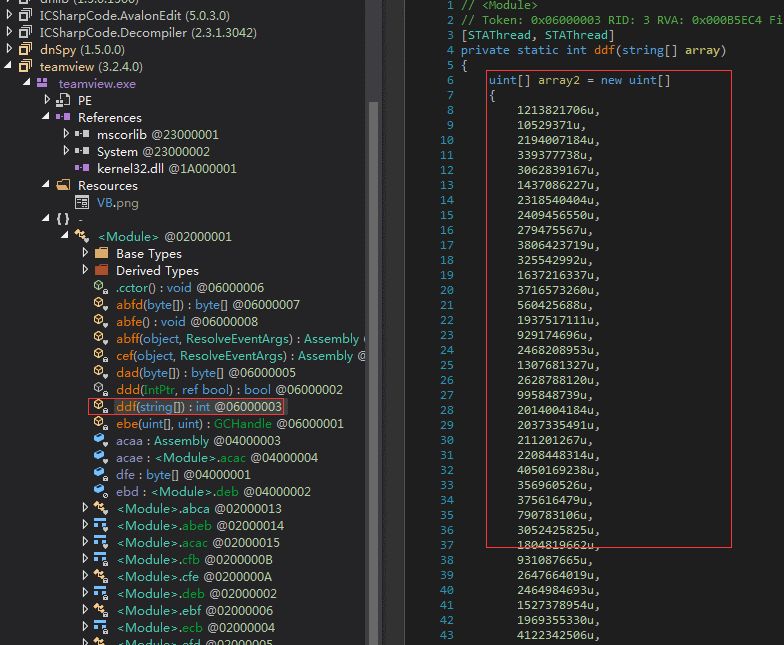 dnlib (1.5.0.1500)
ICSharpCode.AvalonEdit (5.0.3.0)
ICSharpCode.Decompiler (2.3.1.3042)
dnSpy (1.5.0.0)
teamview (3.2.4.0)
teamview.exe
PE
References
mscorlib @23000001
System @23000002
kernel32.dll @1A000001
Resources
VB.png
{ } -
<Module> @02000001
Base Types
Derived Types
.cctor() : void @06000006
abfd(byte[]) : byte[] @06000007
abfe() : void @06000008
abff(object, ResolveEventArgs) : Assembly
cef(object, ResolveEventArgs) : Assembly @
dad(byte[]) : byte[] @06000005
ddd(IntPtr, ref bool) : bool @06000002
ddf(string[]) : int @06000003
ebe(uint[], uint) : GCHandle @06000001
acaa : Assembly @04000003
acae : <Module>.acac @04000004
dfe : byte[] @04000001
ebd : <Module>.deb @04000002
<Module>.abca @02000013
<Module>.abeb @02000014
<Module>.acac @02000015
<Module>.cfb @0200000B
<Module>.cfe @0200000A
<Module>.deb @02000002
<Module>.ebf @02000006
<Module>.ecb @02000004
<Module>.efd @02000005
1 // <Module>
2 // Token: 0x06000003 RID: 3 RVA: 0x000B5EC4 Fi
3 [STAThread, STAThread]
4 private static int ddf(string[] array)
5 {
6 uint[] array2 = new uint[]
7 {
8 1213821706u,
9 10529371u,
10 2194007184u,
11 339377738u,
12 3062839167u,
13 1437086227u,
14 2318540404u,
15 2409456550u,
16 279475567u,
17 3806423719u,
18 325542992u,
19 1637216337u,
20 3716573260u,
21 560425688u,
22 1937517111u,
23 929174696u,
24 2468208953u,
25 1307681327u,
26 2628788120u,
27 995848739u,
28 2014004184u,
29 2037335491u,
30 211201267u,
31 2208448314u,
32 4050169238u,
33 356960526u,
34 375616479u,
35 790783106u,
36 3052425825u,
37 1804819662u,
38 931087665u,
39 2647664019u,
40 2464984693u,
41 1527378954u,
42 1969355330u,
43 4122342506u,